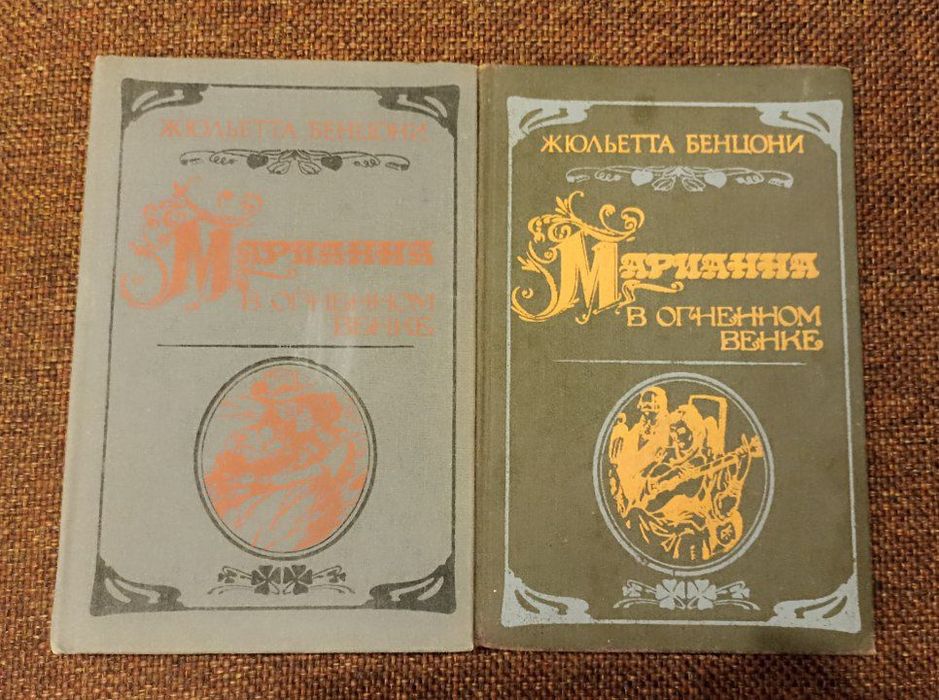 ЖЮЛЬЕТТА БЕНЦОНИ
МАРИАННА
В ОГНЕННОМ
ВЕНКЕ
ЖЮЛЬЕТТА БЕНЦОНИ
МАРИАННА
В ОГНЕННОМ
ВЕНКЕ